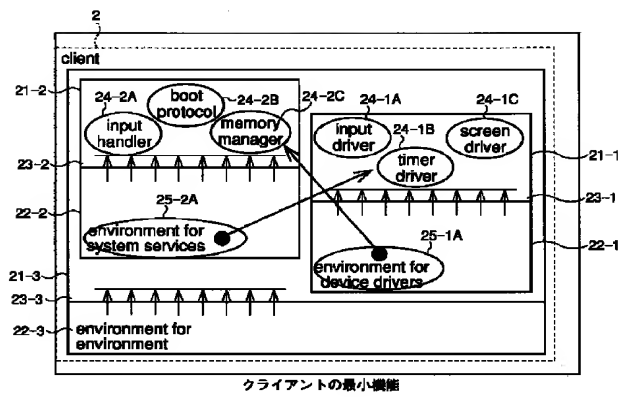 2
client
21-2
24-2A
boot
protocol
24-2B
24-2C
24-1A
24-1C
input
handler
memory
manager
input
driver
24-1B
screen
driver
timer
driver
21-1
23-2
23-1
25-2A
22-2
environment for
system services
25-1A
22-1
environment for
device drivers
21-3
23-3
22-3
environment for
environment
クライアントの最小機能